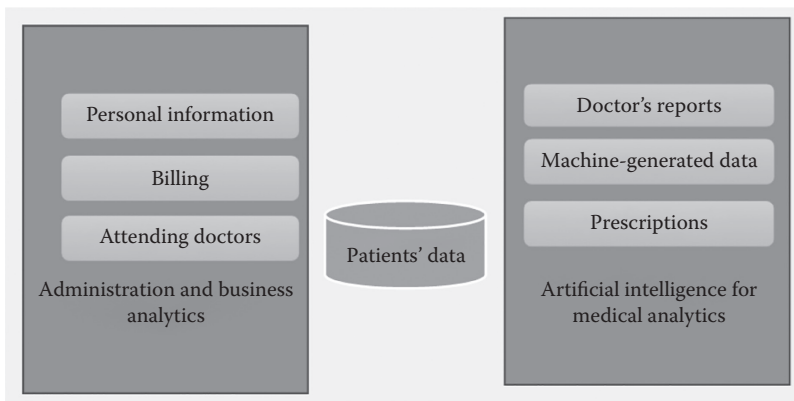 Personal information
Billing
Attending doctors
Administration and business
analytics
Patients’ data
Doctor’s reports
Machine-generated data
Prescriptions
Artificial intelligence for
medical analytics